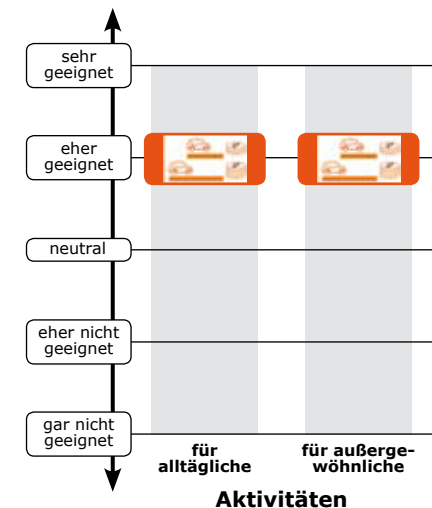 sehr
geeignet
eher
geeignet
neutral
eher nicht
geeignet
gar nicht
geeignet
für
alltägliche
für außerge-
wöhnliche
Aktivitäten